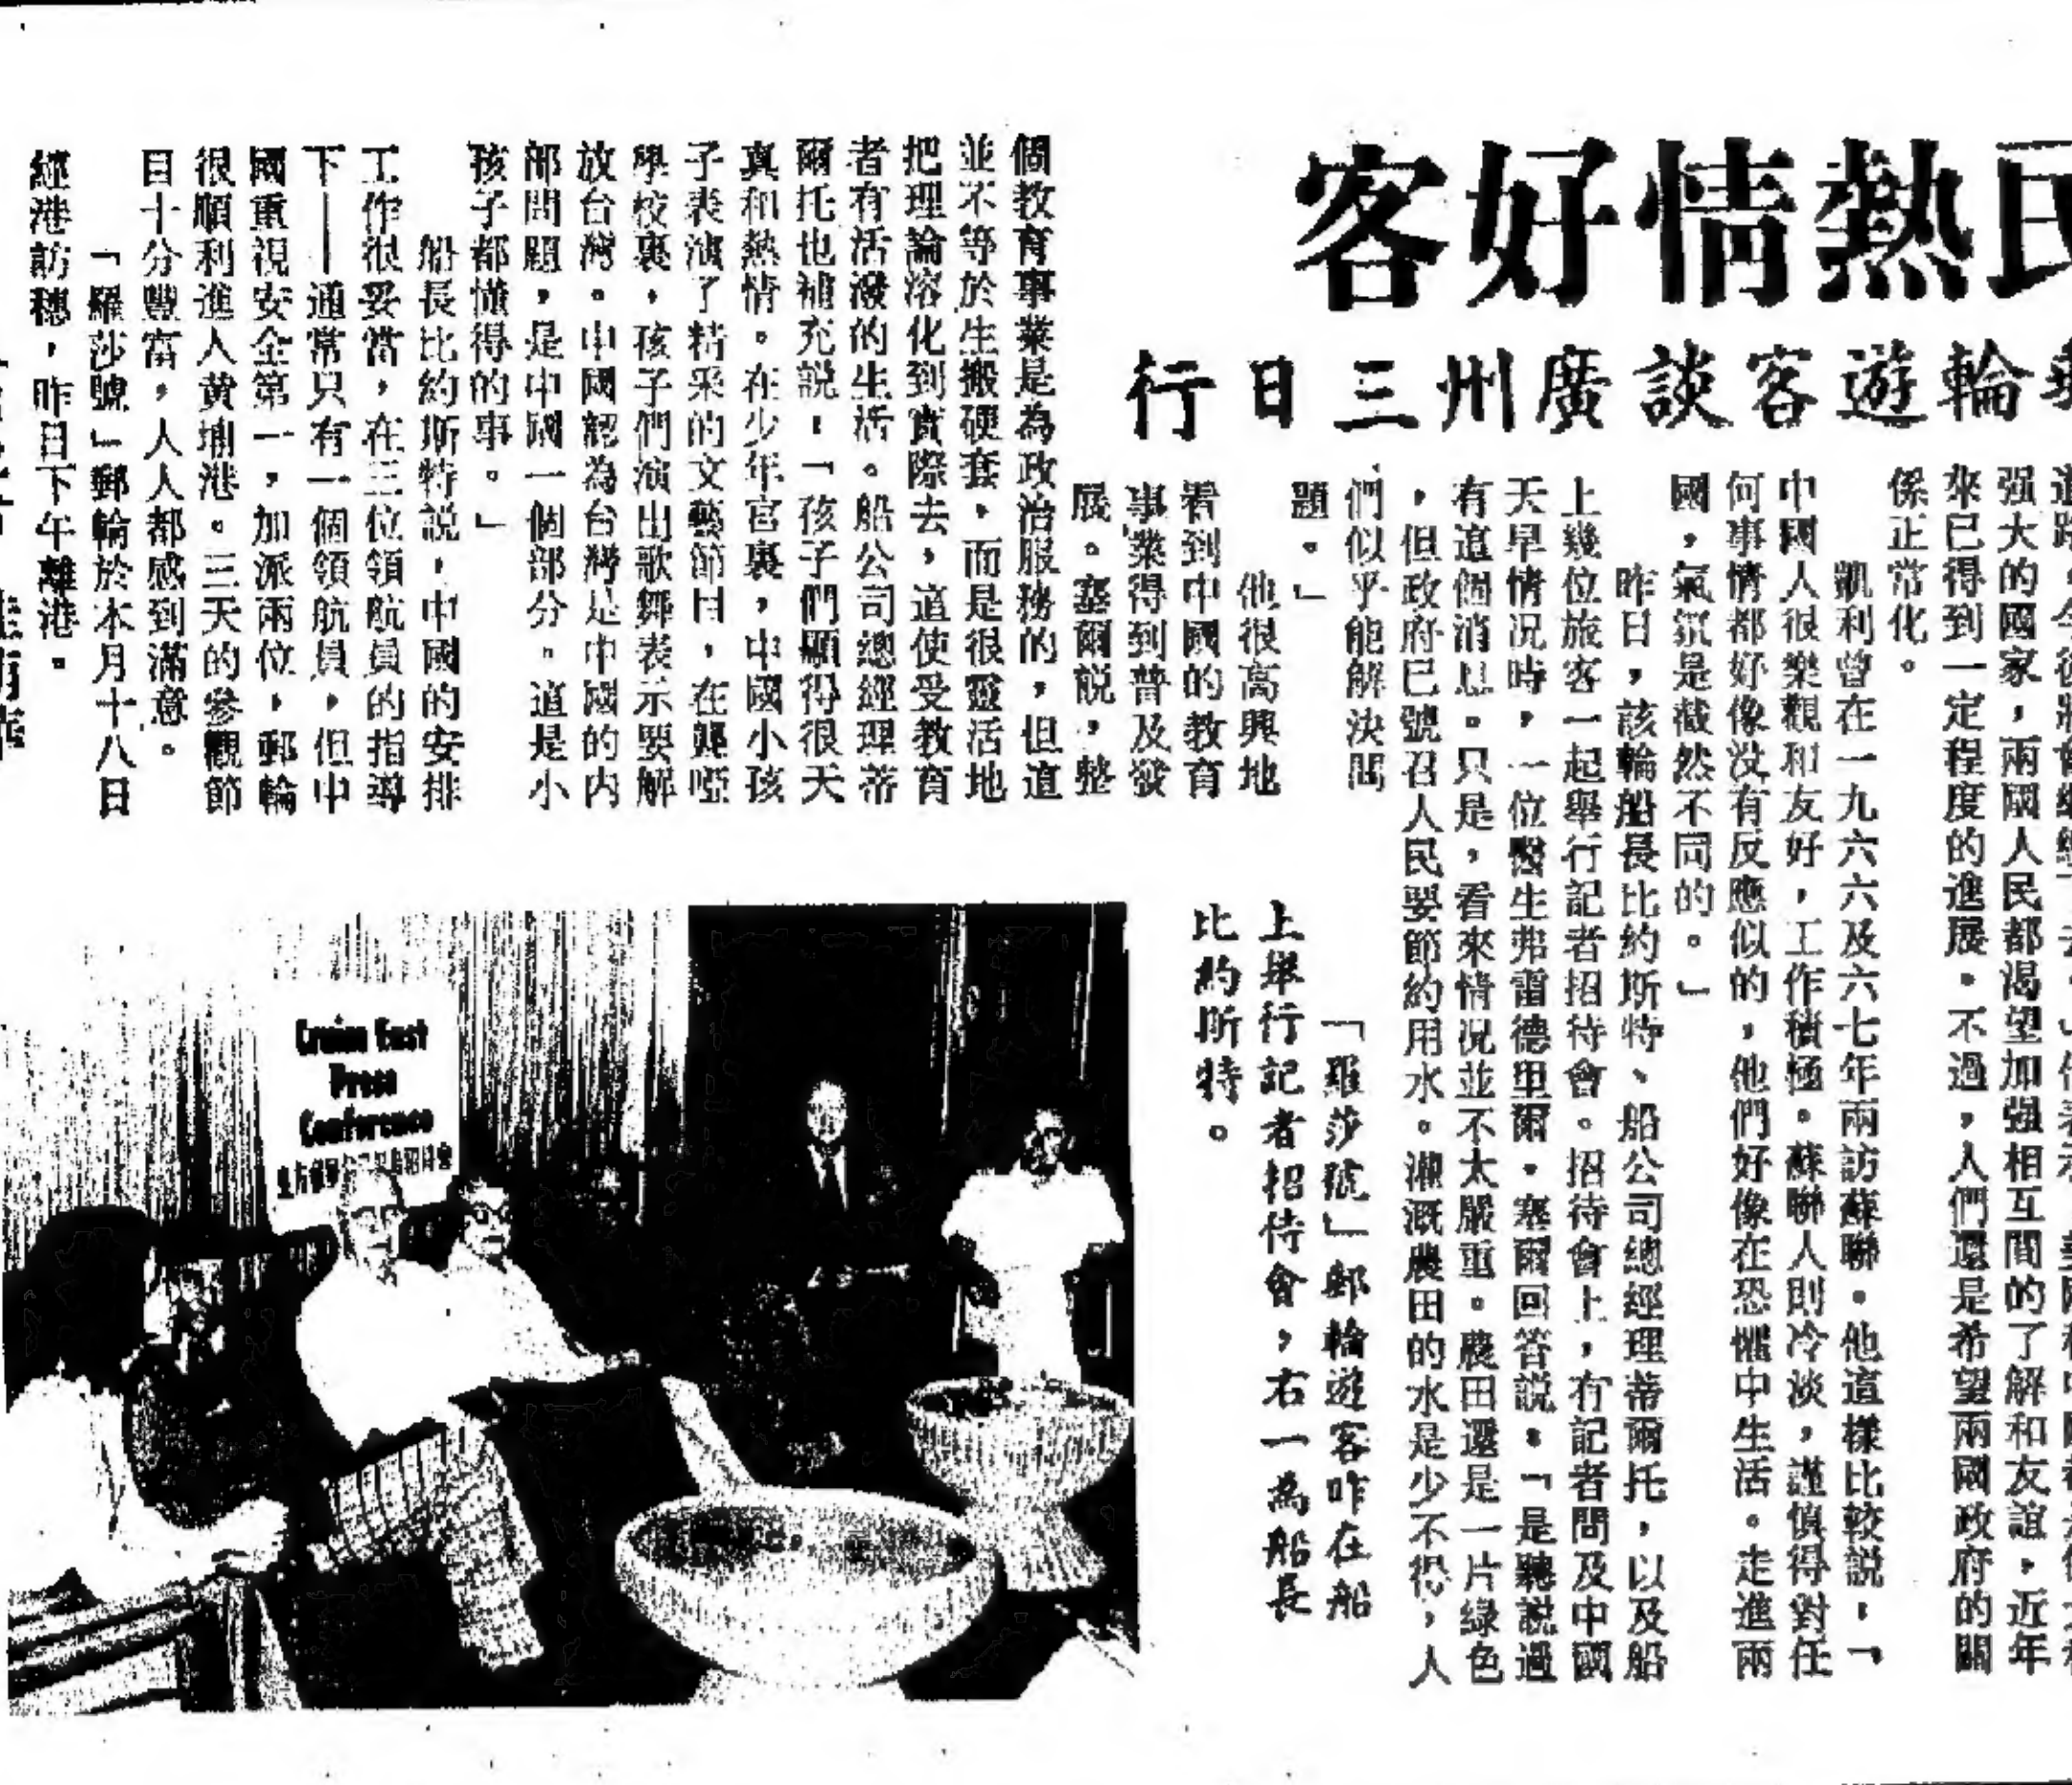 熱情好客
輪遊客談廣州三日行
强大的國家，兩國人民都渴望加强相互間的了解和友誼，近年
來已得到一定程度的進展。不過，人們還是希望兩國政府的關
係正常化。
凱利曾在一九六六及六七年兩訪蘇聯。他這樣比較説：「
中國人很樂觀和友好，工作積極。蘇聯人則冷淡，謹慎得對任
何事情都好像没有反應似的，他們好像在恐懼中生活。走進兩
國，氣氛是截然不同的。」
昨日，該輪船長比約斯特、船公司總經理蒂爾托，以及船
上幾位旅客一起舉行記者招待會。招待會上，有記者問及中國
天旱情况時，一位醫生弗雷德里爾．塞爾回答説：「是聽説過
有這個消息。只是，看來情况並不太嚴重。農田還是一片綠色
，但政府已號召人民要節約用水。灌溉農田的水是少不得，人
們似乎能解決問
題。」
他很高興地
看到中國的教育
事業得到普及發
展。塞爾説，整
個教育事業是為政治服務的，但這
並不等於生搬硬套，而是很靈活地
把理論溶化到實際去，這使受教育
者有活潑的生活。船公司總經理蒂
爾托也補充説：「孩子們顯得很天
真和熱情。在少年宮裏，中國小孩
子表演了精采的文藝節目，在聾啞
學校裏，孩子們演出歌舞表示要解
放台灣。中國認為台灣是中國的内
部問題，是中國一個部分。這是小
孩子都懂得的事。」
船長比約斯特説，中國的安排
工作很妥當，在三位領航員的指導
下——通常只有一個領航員，但中
國重視安全第一，加派兩位，郵輪
很順利進入黄埔港。三天的參觀節
目十分豐富，人人都感到滿意。
「羅莎號」郵輪於本月十八日
經港訪穗，昨日下午離港。
「羅莎號」郵輪遊客昨在船
上舉行記者招待會，右一為船長
比約斯特。
Press
Conference